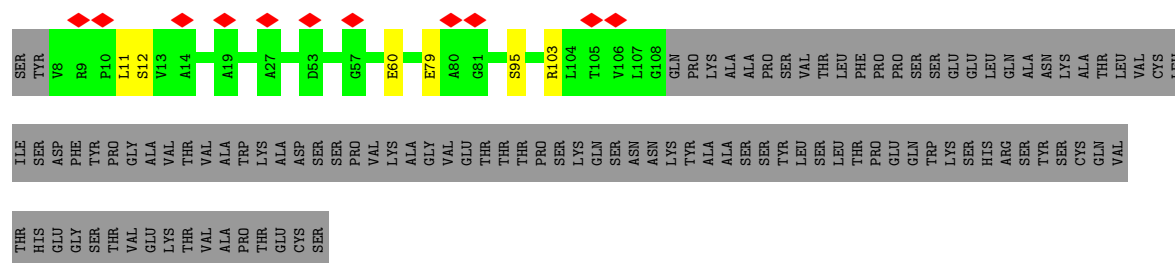 SER TYR V8 R9 P10 L11 S12 V13 A14 A19 A27 D53 G57 E60 E79 A80 G81 S95 R103 L104 T105 V106 L107 G108 GLN PRO LYS ALA ALA PRO SER VAL THR LEU PHE PRO PRO SER SER GLU GLU LEU GLN ALA ASN LYS ALA THR LEU VAL CYS LEU
ILE SER ASP PHE TYR PRO GLY ALA VAL THR VAL ALA TRP LYS ALA ASP SER SER PRO VAL LYS ALA GLY VAL GLU THR THR THR PRO SER LYS GLN SER ASN ASN LYS TYR ALA ALA SER SER TYR LEU SER LEU THR PRO GLU GLN TRP LYS SER HIS ARG SER TYR SER CYS GLN VAL
THR HIS GLU GLY SER THR VAL GLU LYS THR VAL ALA PRO THR GLU CYS SER